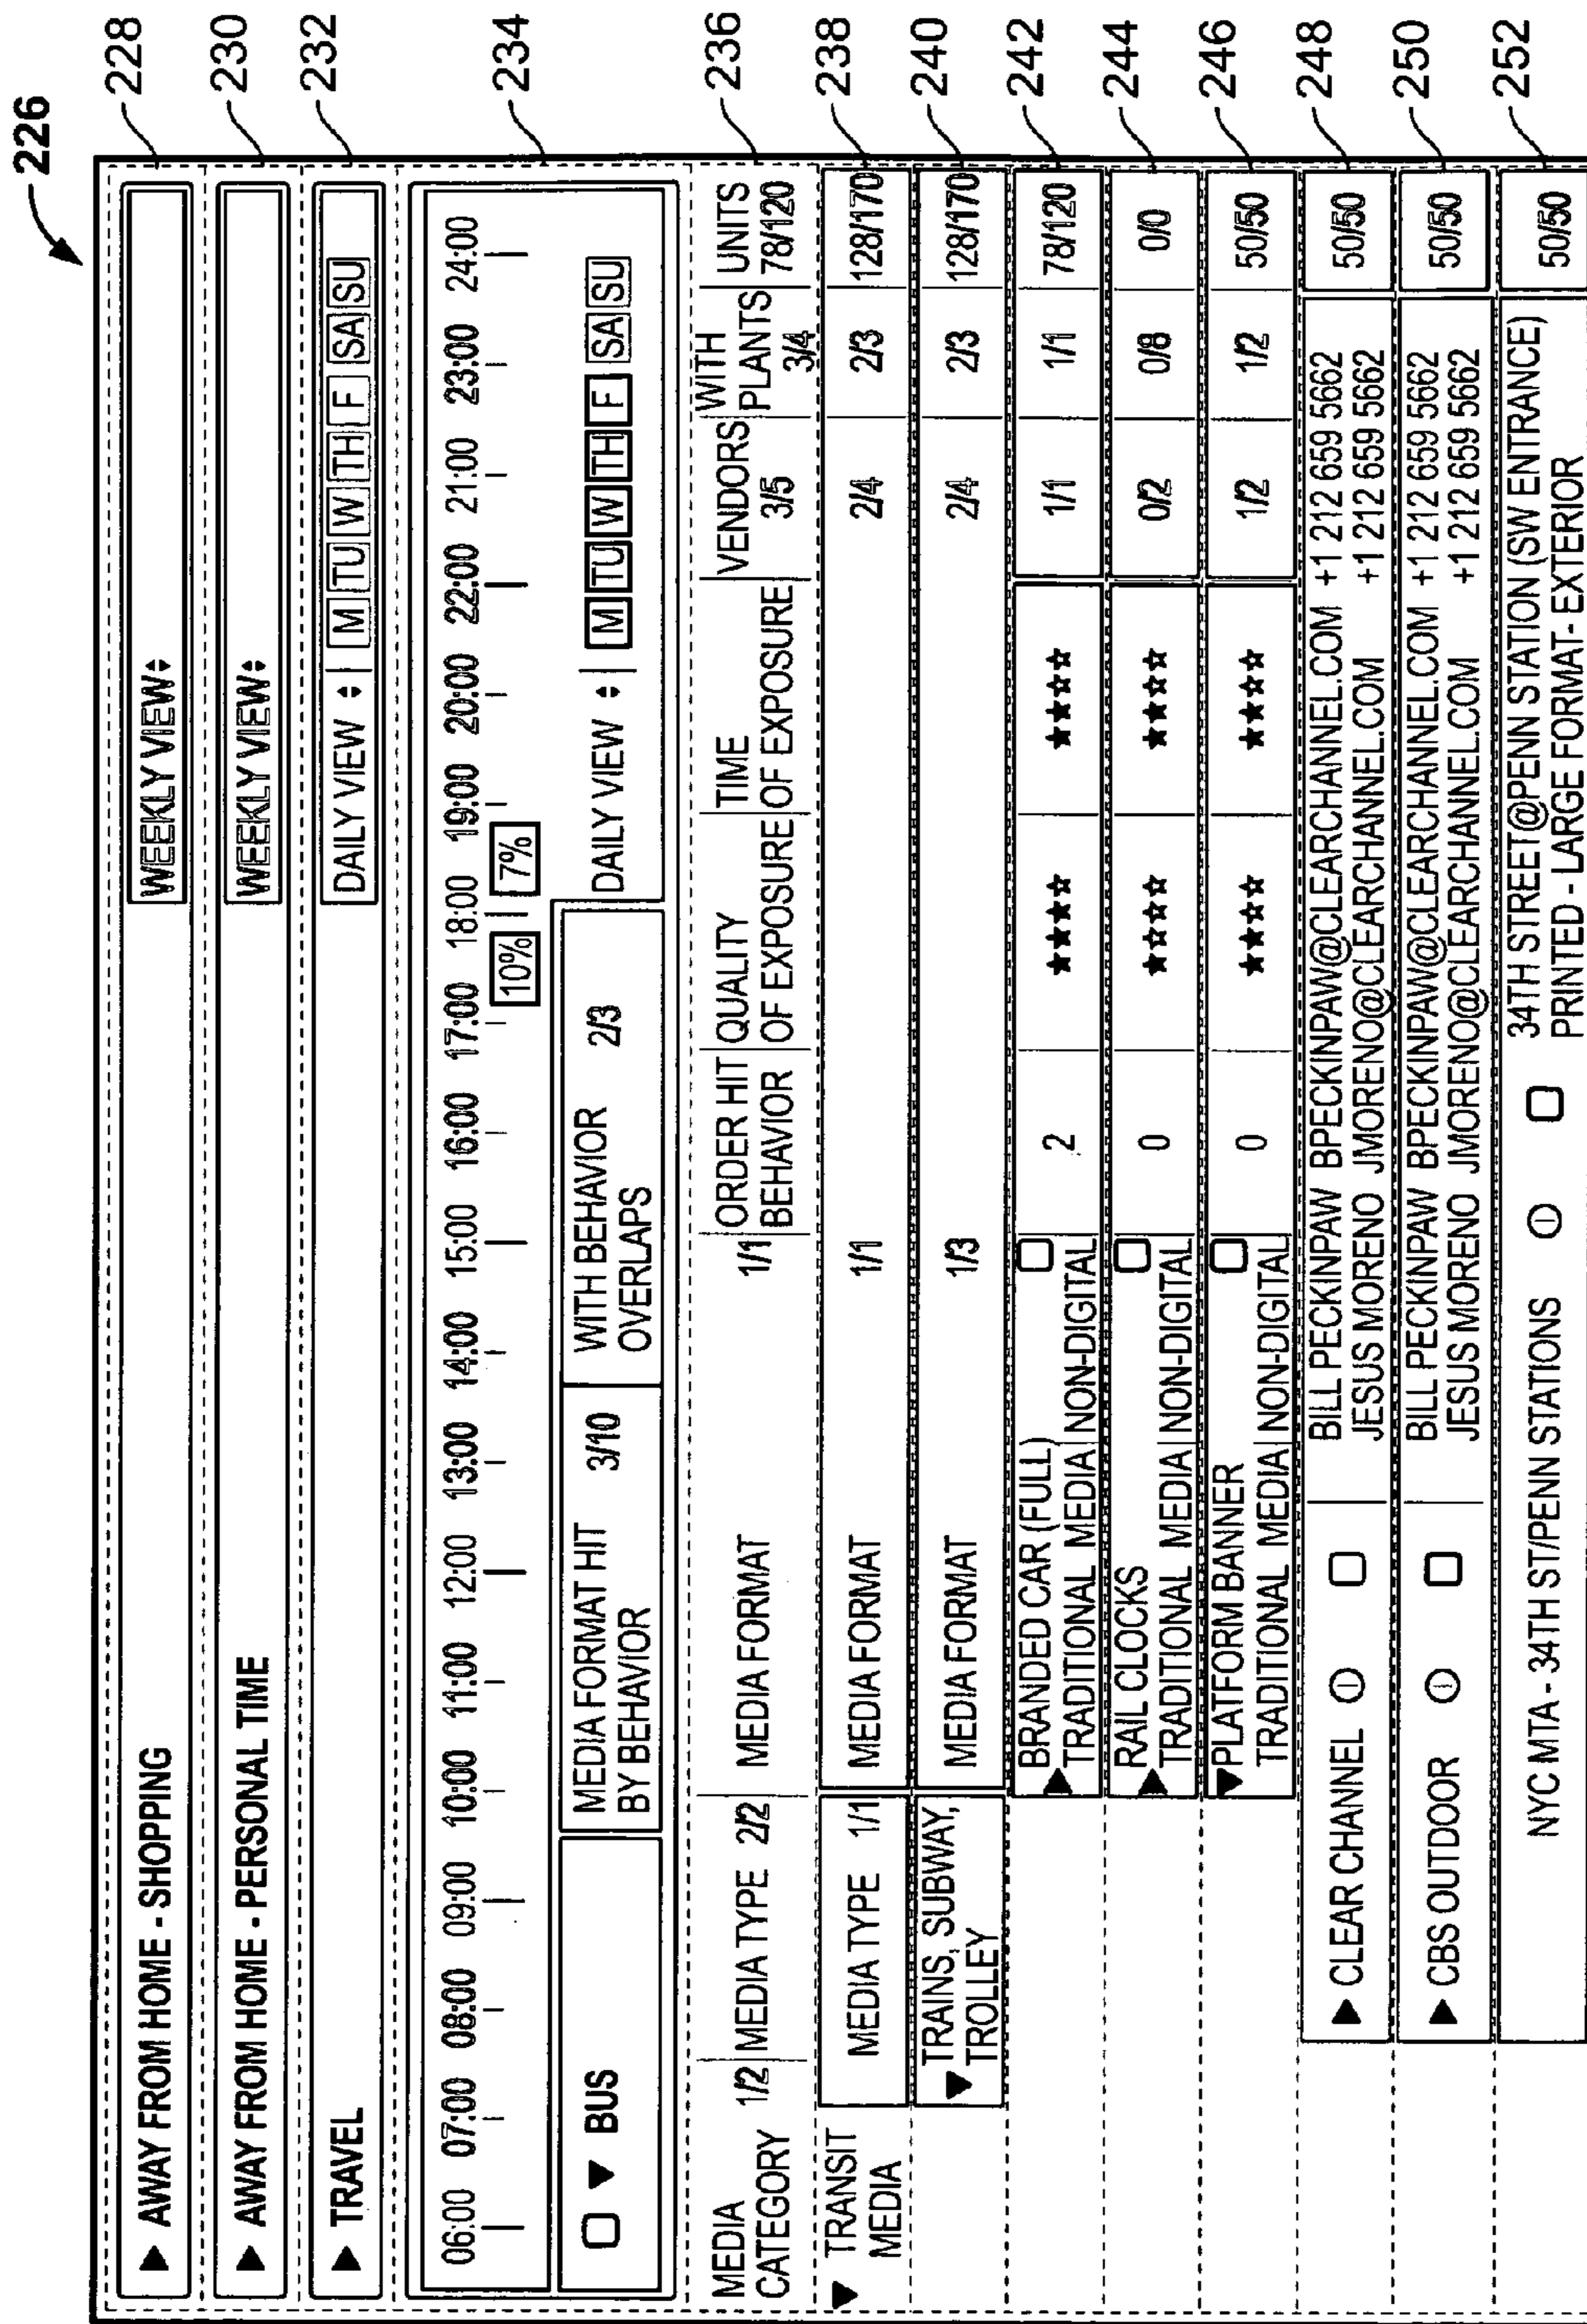 226
▶ AWAY FROM HOME - SHOPPING WEEKLY VIEW 228
▶ AWAY FROM HOME - PERSONAL TIME WEEKLY VIEW 230
▶ TRAVEL DAILY VIEW | M TU W TH F SA SU 232
06:00 07:00 08:00 09:00 10:00 11:00 12:00 13:00 14:00 15:00 16:00 17:00 18:00 19:00 20:00 22:00 21:00 23:00 24:00 234
10% 7%
▼ BUS MEDIA FORMAT HIT 3/10 WITH BEHAVIOR 2/3 DAILY VIEW | M TU W TH F SA SU
BY BEHAVIOR OVERLAPS
MEDIA 1/2 MEDIA TYPE 2/2 MEDIA FORMAT 1/1 ORDER HIT QUALITY TIME VENDORS WITH UNITS 236
CATEGORY BEHAVIOR OF EXPOSURE OF EXPOSURE 3/5 PLANTS 78/120
3/4
▼ TRANSIT MEDIA TYPE 1/1 MEDIA FORMAT 1/1 2/4 2/3 128/170 238
MEDIA
▼ TRAINS, SUBWAY, MEDIA FORMAT 1/3 2/4 2/3 128/170 240
TROLLEY
BRANDED CAR (FULL) 2 ★★★☆ ★★☆☆ 1/1 1/1 78/120 242
▶ TRADITIONAL MEDIA | NON-DIGITAL
RAIL CLOCKS 0 ★☆☆☆ ★☆☆☆ 0/2 0/8 0/0 244
▶ TRADITIONAL MEDIA | NON-DIGITAL
▼ PLATFORM BANNER 0 ★★☆☆ ★★☆☆ 1/2 1/2 50/50 246
TRADITIONAL MEDIA | NON-DIGITAL
▶ CLEAR CHANNEL BILL PECKINPAW BPECKINPAW@CLEARCHANNEL.COM +1 212 659 5662 50/50 248
JESUS MORENO JMORENO@CLEARCHANNEL.COM +1 212 659 5662
▶ CBS OUTDOOR BILL PECKINPAW BPECKINPAW@CLEARCHANNEL.COM +1 212 659 5662 50/50 250
JESUS MORENO JMORENO@CLEARCHANNEL.COM +1 212 659 5662
NYC MTA - 34TH ST/PENN STATIONS 34TH STREET@PENN STATION (SW ENTRANCE) 50/50 252
PRINTED - LARGE FORMAT- EXTERIOR